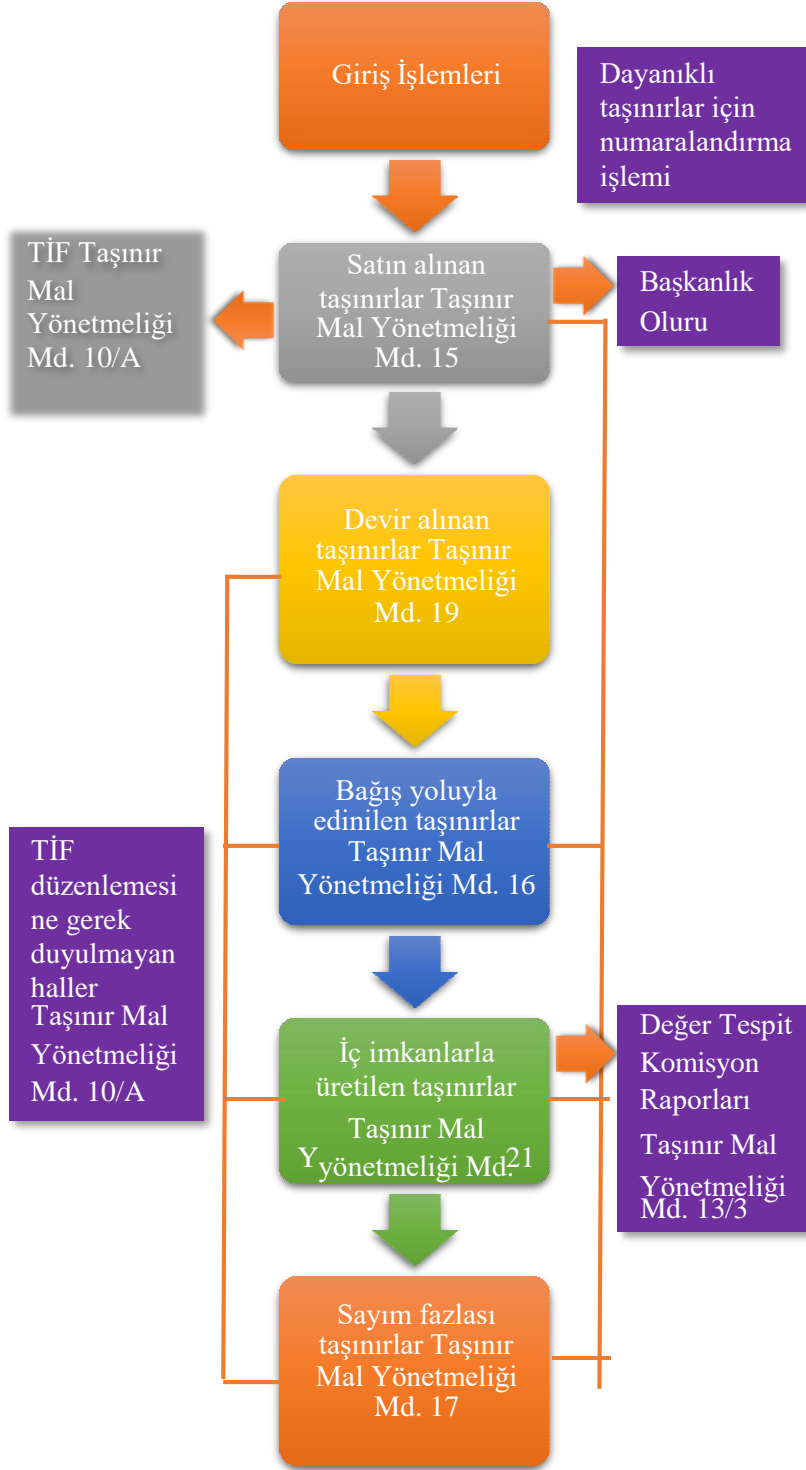 Giriş İşlemleri
Dayanıklı
taşınırlar için
numaralandırma
işlemi
TİF Taşınır
Mal
Yönetmeliği
Md. 10/A
Satın alınan
taşınırlar Taşınır
Mal Yönetmeliği
Md. 15
Başkanlık
Oluru
Devir alınan
taşınırlar Taşınır
Mal Yönetmeliği
Md. 19
Bağış yoluyla
edinilen taşınırlar
Taşınır Mal
Yönetmeliği Md. 16
TİF
düzenlemesi
ne gerek
duyulmayan
haller
Taşınır Mal
Yönetmeliği
Md. 10/A
İç imkanlarla
üretilen taşınırlar
Taşınır Mal
Yyönetmeliği Md.21
Değer Tespit
Komisyon
Raporları
Taşınır Mal
Yönetmeliği
Md. 13/3
Sayım fazlası
taşınırlar Taşınır
Mal Yönetmeliği
Md. 17